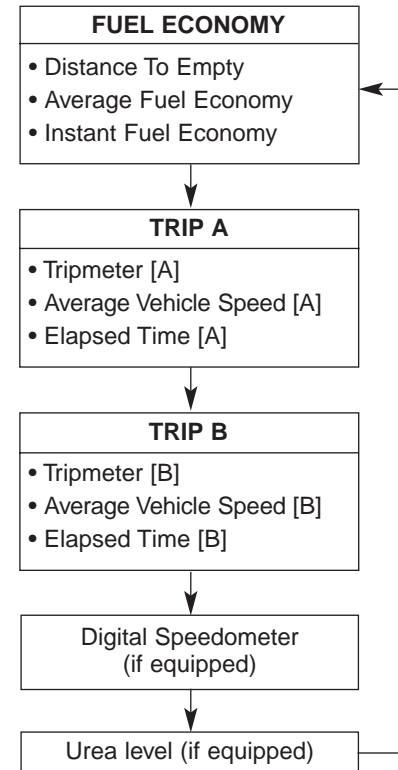 FUEL ECONOMY
• Distance To Empty
• Average Fuel Economy
• Instant Fuel Economy
TRIP A
• Tripmeter [A]
• Average Vehicle Speed [A]
• Elapsed Time [A]
TRIP B
• Tripmeter [B]
• Average Vehicle Speed [B]
• Elapsed Time [B]
Digital Speedometer
(if equipped)
Urea level (if equipped)